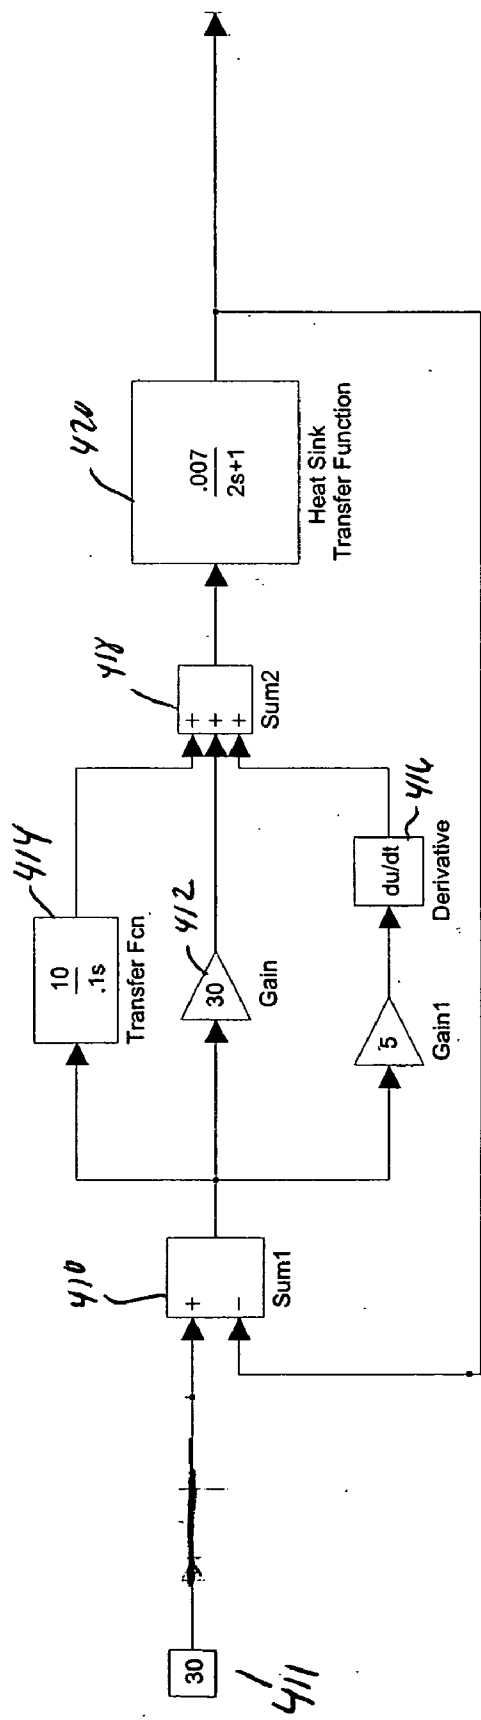 30
411
410
+
−
Sum1
414
10
.1s
Transfer Fcn
412
30
Gain
5
Gain1
416
du/dt
Derivative
418
+
+
+
Sum2
420
.007
2s+1
Heat Sink
Transfer Function